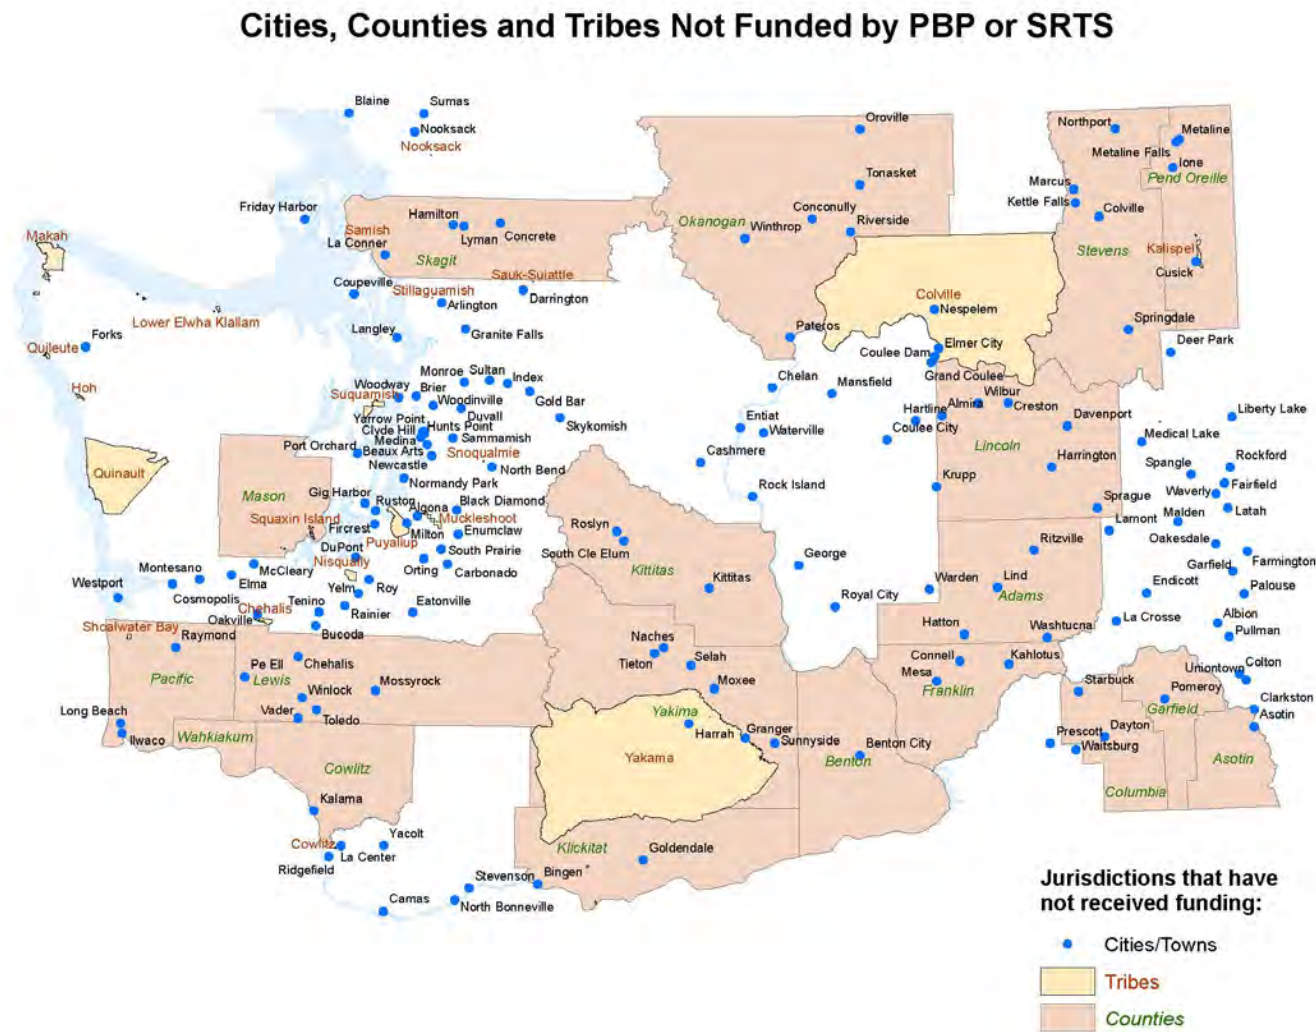 Cities, Counties and Tribes Not Funded by PBP or SRTS
Blaine
Sumas
Nooksack
Nooksack
Oroville
Northport
Metaline
Metaline Falls
Ione
Pend Oreille
Tonasket
Marcus
Kettle Falls
Colville
Friday Harbor
Hamilton
Lyman
Concrete
Samish
La Conner
Skagit
Conconully
Okanogan
Winthrop
Riverside
Stevens
Kalispel
Cusick
Makah
Sauk-Suiattle
Darrington
Coupeville
Stillaguamish
Arlington
Colville
Nespelem
Lower Elwha Klallam
Langley
Granite Falls
Pateros
Springdale
Forks
Quileute
Elmer City
Coulee Dam
Deer Park
Grand Coulee
Hoh
Monroe
Sultan
Index
Woodway
Brier
Suquamish
Woodinville
Gold Bar
Chelan
Mansfield
Yarrow Point
Duvall
Clyde Hill
Hunts Point
Skykomish
Hartline
Almira
Wilbur
Creston
Davenport
Liberty Lake
Medina
Sammamish
Port Orchard
Beaux Arts
Snoqualmie
Entiat
Waterville
Coulee City
Lincoln
Medical Lake
Newcastle
North Bend
Cashmere
Harrington
Spangle
Rockford
Quinault
Normandy Park
Krupp
Fairfield
Waverly
Mason
Gig Harbor
Ruston
Algona
Black Diamond
Rock Island
Sprague
Malden
Latah
Squaxin Island
Fircrest
Milton
Muckleshoot
Enumclaw
Roslyn
Lamont
Oakesdale
DuPont
Puyallup
South Prairie
South Cle Elum
Ritzville
Nisqually
Orting
Carbonado
Kittitas
George
Garfield
Farmington
Montesano
McCleary
Elma
Westport
Cosmopolis
Yelm
Roy
Kittitas
Warden
Lind
Adams
Endicott
Palouse
Tenino
Rainier
Eatonville
Royal City
Chehalis
Oakville
Shoalwater Bay
Bucoda
Raymond
Hatton
Washtucna
La Crosse
Albion
Pullman
Naches
Tieton
Selah
Connell
Kahlotus
Mesa
Franklin
Pe Ell
Chehalis
Lewis
Pacific
Winlock
Mossyrock
Moxee
Starbuck
Uniontown
Colton
Pomeroy
Garfield
Clarkston
Asotin
Long Beach
Vader
Toledo
Yakima
Harrah
Granger
Sunnyside
Benton City
Benton
Prescott
Dayton
Waitsburg
Ilwaco
Wahkiakum
Yakama
Asotin
Cowlitz
Columbia
Kalama
Cowlitz
Yacolt
La Center
Ridgefield
Klickitat
Goldendale
Stevenson
Bingen
Camas
North Bonneville
Jurisdictions that have
not received funding:
Cities/Towns
Tribes
Counties